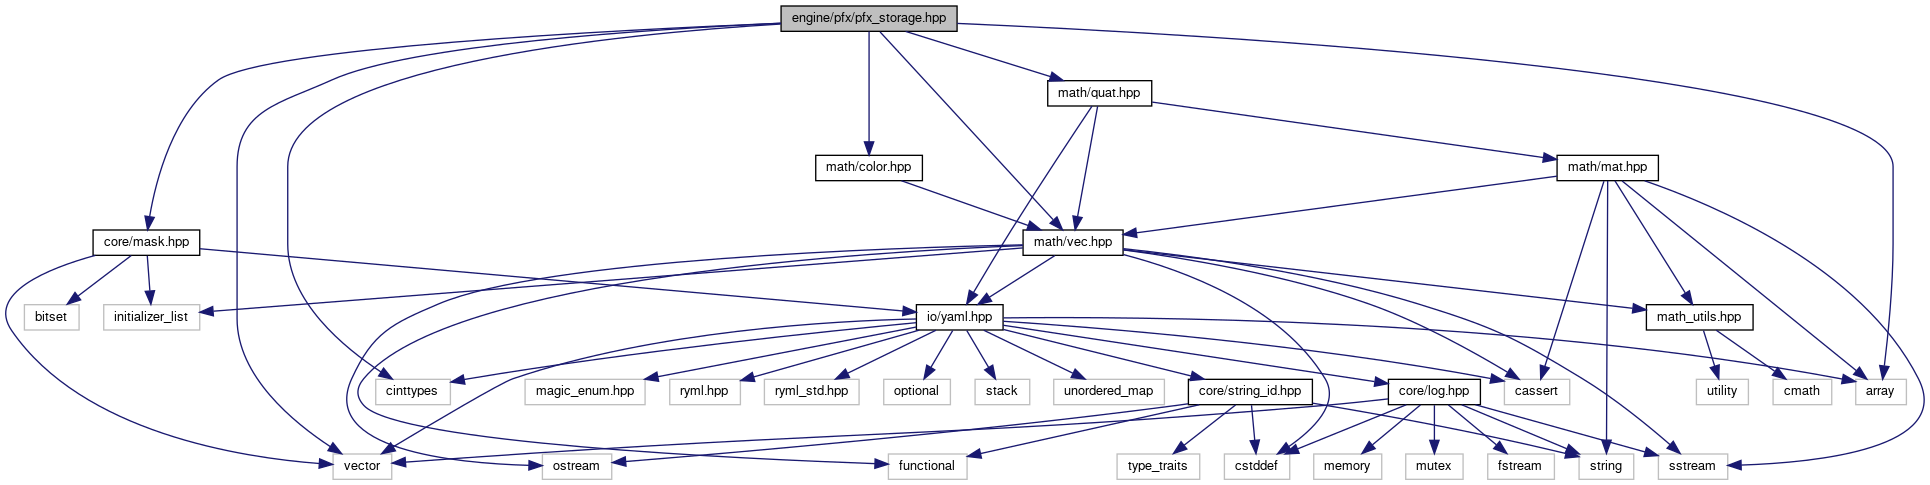 engine/pfx/pfx_storage.hpp
math/quat.hpp
math/color.hpp
math/mat.hpp
core/mask.hpp
math/vec.hpp
bitset
initializer_list
io/yaml.hpp
math_utils.hpp
cinttypes
magic_enum.hpp
ryml.hpp
ryml_std.hpp
optional
stack
unordered_map
core/string_id.hpp
core/log.hpp
cassert
utility
cmath
array
vector
ostream
functional
type_traits
cstddef
memory
mutex
fstream
string
sstream